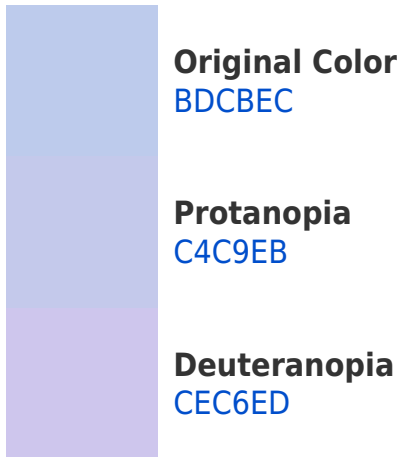 Original Color
BDCBEC
Protanopia
C4C9EB
Deuteranopia
CEC6ED